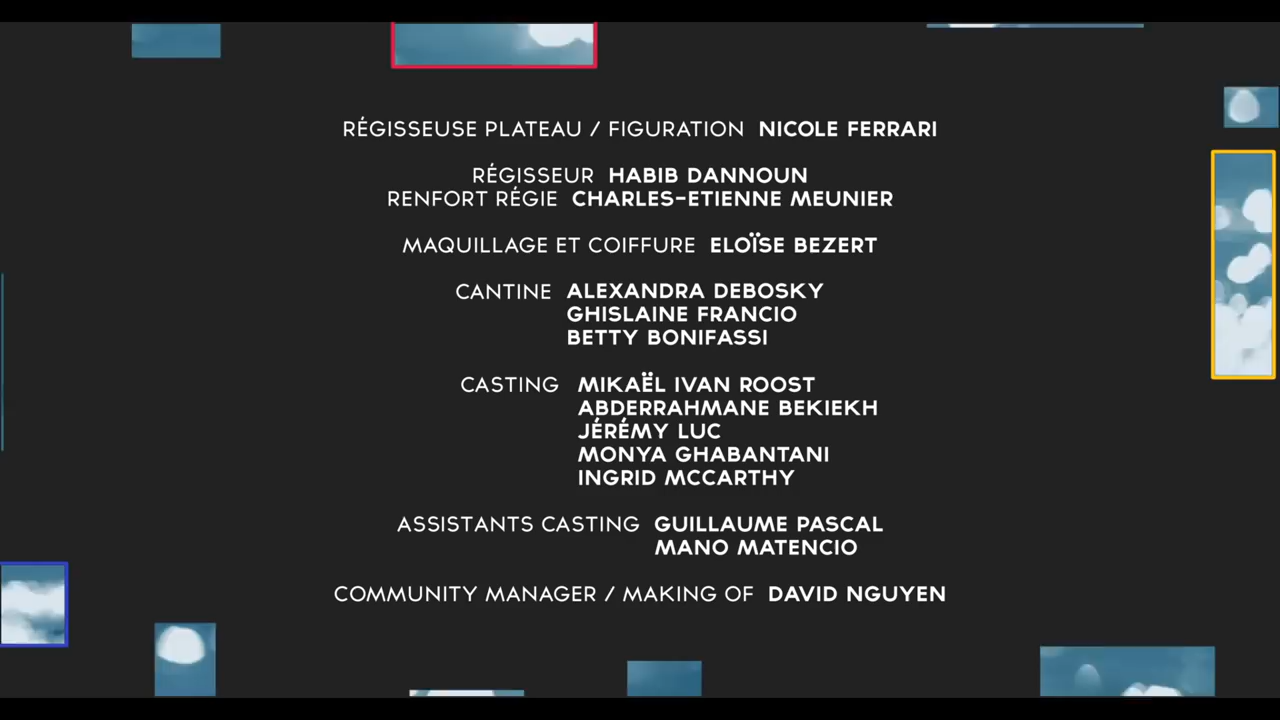 RÉGISSEUSE PLATEAU / FIGURATION NICOLE FERRARI
RÉGISSEUR HABIB DANNOUN
RENFORT RÉGIE CHARLES-ETIENNE MEUNIER
MAQUILLAGE ET COIFFURE ELOÏSE BEZERT
CANTINE ALEXANDRA DEBOSKY
GHISLAINE FRANCIO
BETTY BONIFASSI
CASTING MIKAËL IVAN ROOST
ABDERRAHMANE BEKIEKH
JÉRÉMY LUC
MONYA GHABANTANI
INGRID MCCARTHY
ASSISTANTS CASTING GUILLAUME PASCAL
MANO MATENCIO
COMMUNITY MANAGER / MAKING OF DAVID NGUYEN